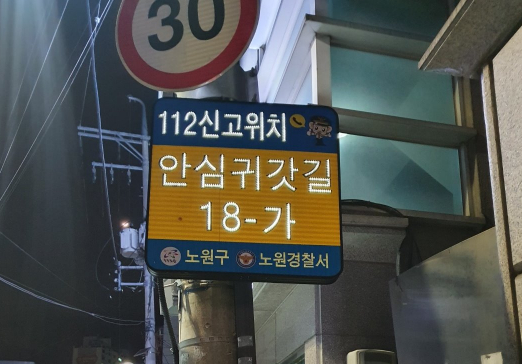 30
112신고위치
안심귀갓길
18-가
노원구 노원경찰서